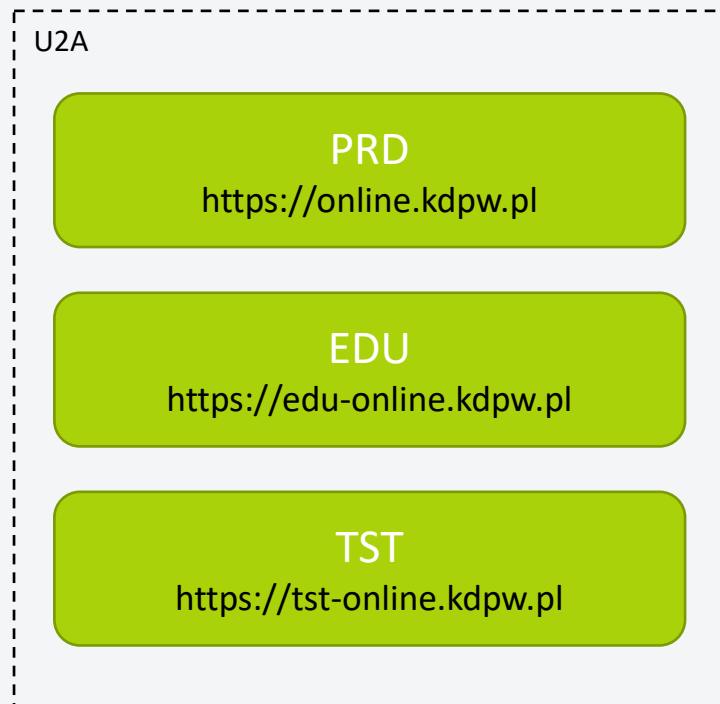 U2A
PRD
https://online.kdpw.pl
EDU
https://edu-online.kdpw.pl
TST
https://tst-online.kdpw.pl